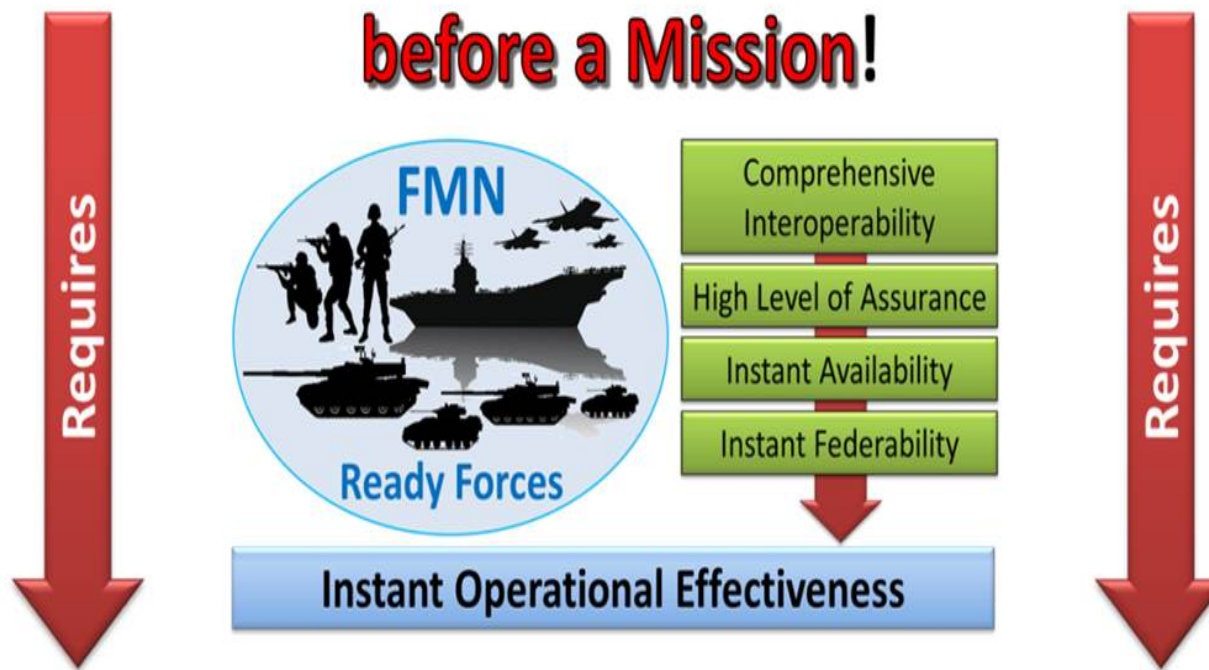 before a Mission!
Requires
FMN
Ready Forces
Comprehensive
Interoperability
High Level of Assurance
Instant Availability
Instant Federability
Requires
Instant Operational Effectiveness